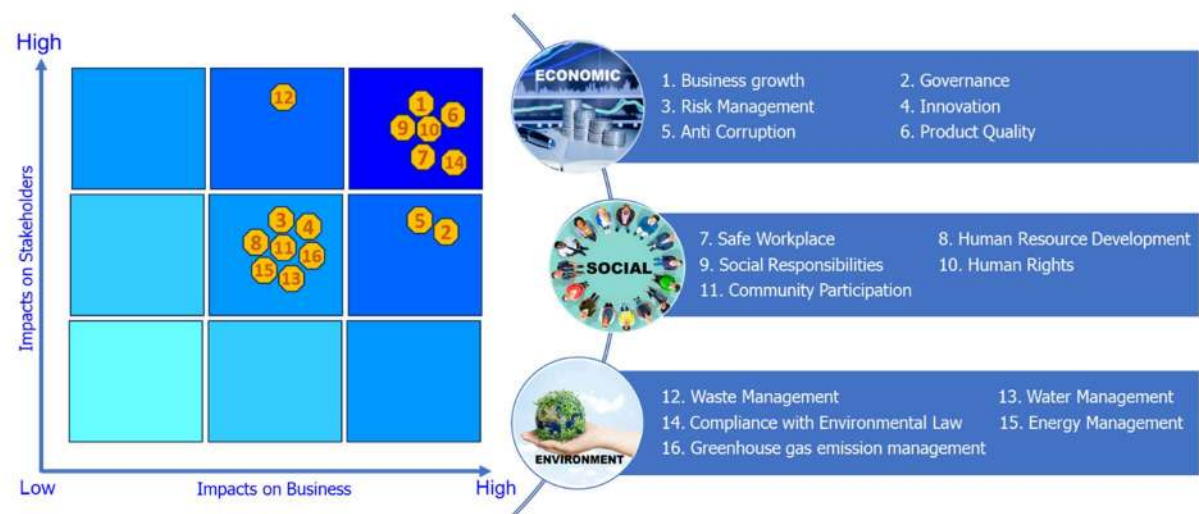 High
Impacts on Stakeholders
12
1
6
9
10
7
14
3
4
8
11
16
15
13
5
2
Low
Impacts on Business
High
ECONOMIC
1. Business growth
2. Governance
3. Risk Management
4. Innovation
5. Anti Corruption
6. Product Quality
SOCIAL
7. Safe Workplace
8. Human Resource Development
9. Social Responsibilities
10. Human Rights
11. Community Participation
ENVIRONMENT
12. Waste Management
13. Water Management
14. Compliance with Environmental Law
15. Energy Management
16. Greenhouse gas emission management